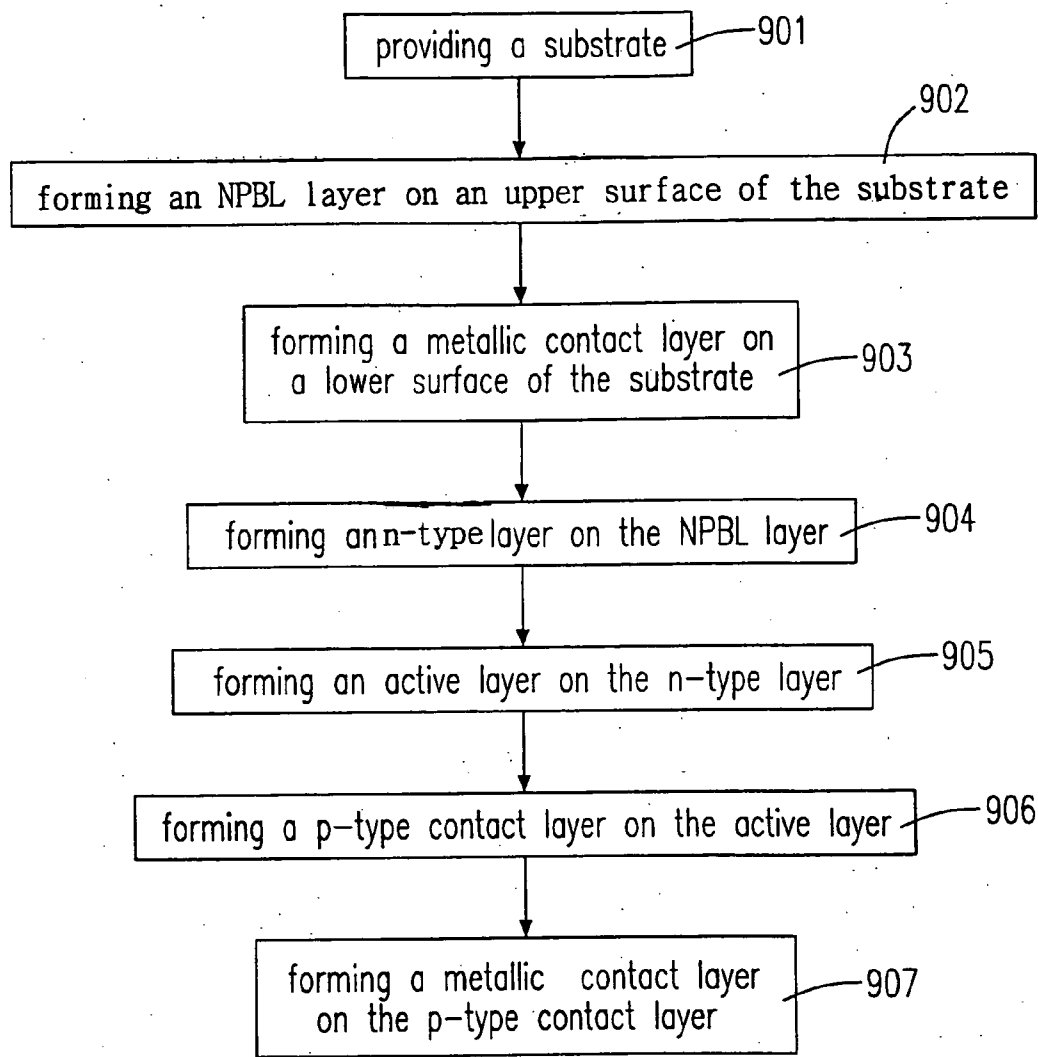 providing a substrate
901
902
forming an NPBL layer on an upper surface of the substrate
forming a metallic contact layer on
a lower surface of the substrate
903
forming an n-type layer on the NPBL layer
904
forming an active layer on the n-type layer
905
forming a p-type contact layer on the active layer
906
forming a metallic contact layer
on the p-type contact layer
907